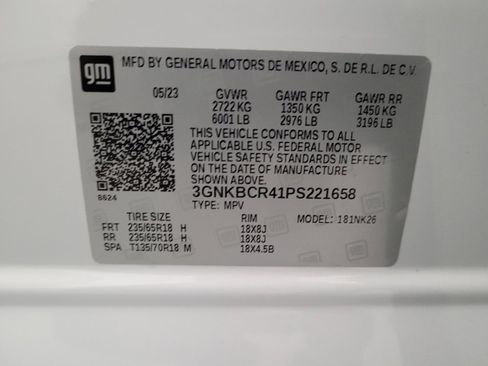 gm
MFD BY GENERAL MOTORS DE MEXICO, S. DE R.L. DE C.V.
05/23 GVWR GAWR FRT GAWR RR
2722 KG 1350 KG 1450 KG
6001 LB 2976 LB 3196 LB
THIS VEHICLE CONFORMS TO ALL
APPLICABLE U.S. FEDERAL MOTOR
VEHICLE SAFETY STANDARDS IN EFFECT
ON THE DATE OF MANUFACTURE
SHOWN ABOVE.
3GNKBCR41PS221658
8624
TYPE: MPV
TIRE SIZE RIM MODEL: 181NK26
FRT 235/65R18 H 18X8J
RR 235/65R18 H 18X8J
SPA T135/70R18 M 18X4.5B